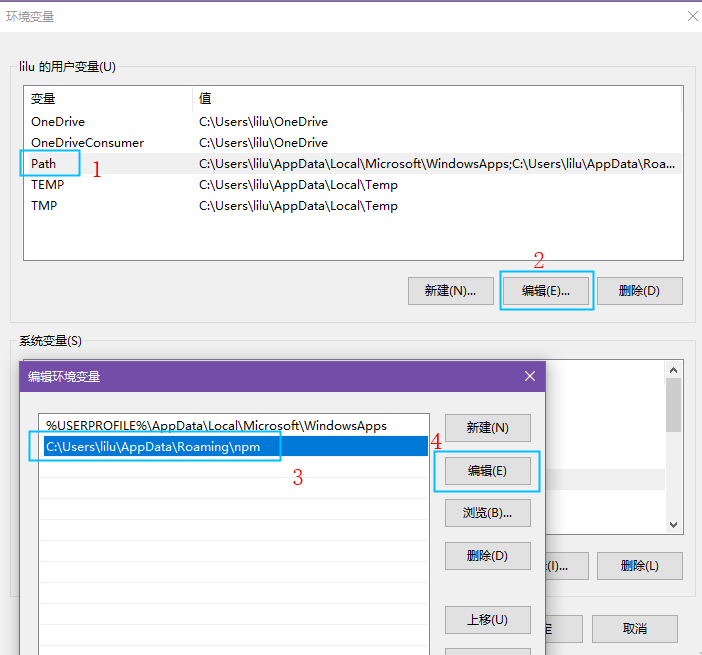 环境变量
lilu 的用户变量(U)
变量 值
OneDrive C:\Users\lilu\OneDrive
OneDriveConsumer C:\Users\lilu\OneDrive
Path 1 C:\Users\lilu\AppData\Local\Microsoft\WindowsApps;C:\Users\lilu\AppData\Roa...
TEMP C:\Users\lilu\AppData\Local\Temp
TMP C:\Users\lilu\AppData\Local\Temp
2
新建(N)... 编辑(E)... 删除(D)
系统变量(S)
编辑环境变量
%USERPROFILE%\AppData\Local\Microsoft\WindowsApps 新建(N)
C:\Users\lilu\AppData\Roaming\npm 4
3 编辑(E)
浏览(B)...
删除(D) (I)... 删除(L)
上移(U) 取消